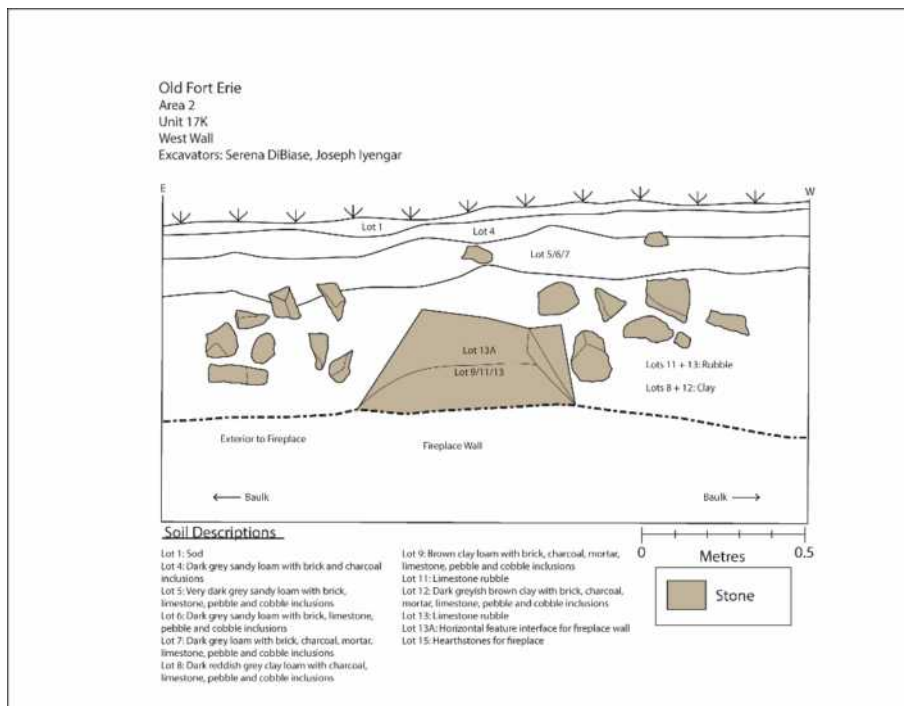 Old Fort Erie
Area 2
Unit 17K
West Wall
Excavators: Serena DiBiase, Joseph Iyengar
E
W
Lot 1
Lot 4
Lot 5/6/7
Lot 13A
Lot 9/11/13
Lots 11 + 13: Rubble
Lots 8 + 12: Clay
Exterior to Fireplace
Fireplace Wall
Baulk
Baulk
Soil Descriptions
Lot 1: Sod
Lot 4: Dark grey sandy loam with brick and charcoal
inclusions
Lot 5: Very dark grey sandy loam with brick,
limestone, pebble and cobble inclusions
Lot 6: Dark grey sandy loam with brick, limestone,
pebble and cobble inclusions
Lot 7: Dark grey loam with brick, charcoal, mortar,
limestone, pebble and cobble inclusions
Lot 8: Dark reddish grey clay loam with charcoal,
limestone, pebble and cobble inclusions
Lot 9: Brown clay loam with brick, charcoal, mortar,
limestone, pebble and cobble inclusions
Lot 11: Limestone rubble
Lot 12: Dark greyish brown clay with brick, charcoal,
mortar, limestone, pebble and cobble inclusions
Lot 13: Limestone rubble
Lot 13A: Horizontal feature interface for fireplace wall
Lot 15: Hearthstones for fireplace
0
Metres
0.5
Stone